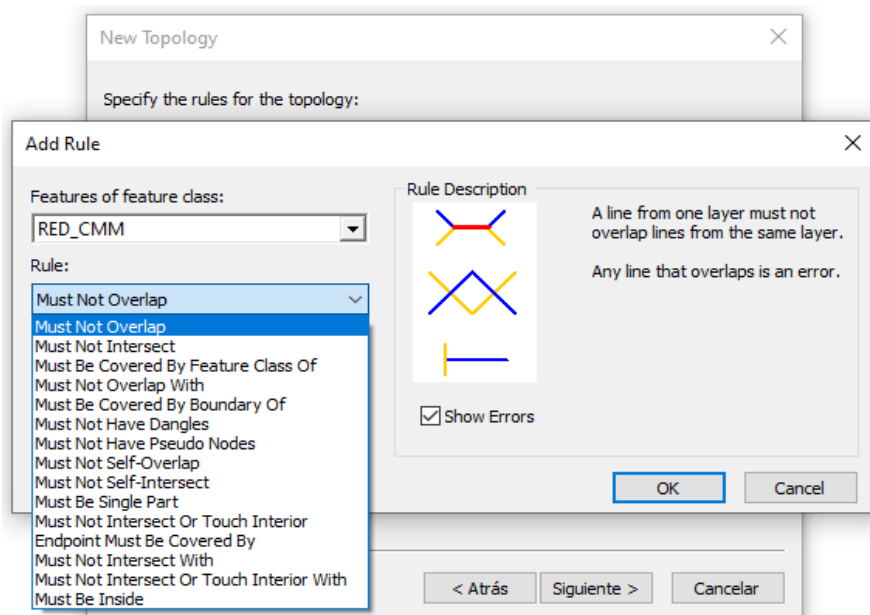 New Topology
Specify the rules for the topology:
Add Rule
Features of feature class:
RED_CMM
Rule:
Must Not Overlap
Must Not Overlap
Must Not Intersect
Must Be Covered By Feature Class Of
Must Not Overlap With
Must Be Covered By Boundary Of
Must Not Have Dangles
Must Not Have Pseudo Nodes
Must Not Self-Overlap
Must Not Self-Intersect
Must Be Single Part
Must Not Intersect Or Touch Interior
Endpoint Must Be Covered By
Must Not Intersect With
Must Not Intersect Or Touch Interior With
Must Be Inside
Rule Description
A line from one layer must not
overlap lines from the same layer.
Any line that overlaps is an error.
Show Errors
OK
Cancel
< Atrás
Siguiente >
Cancelar